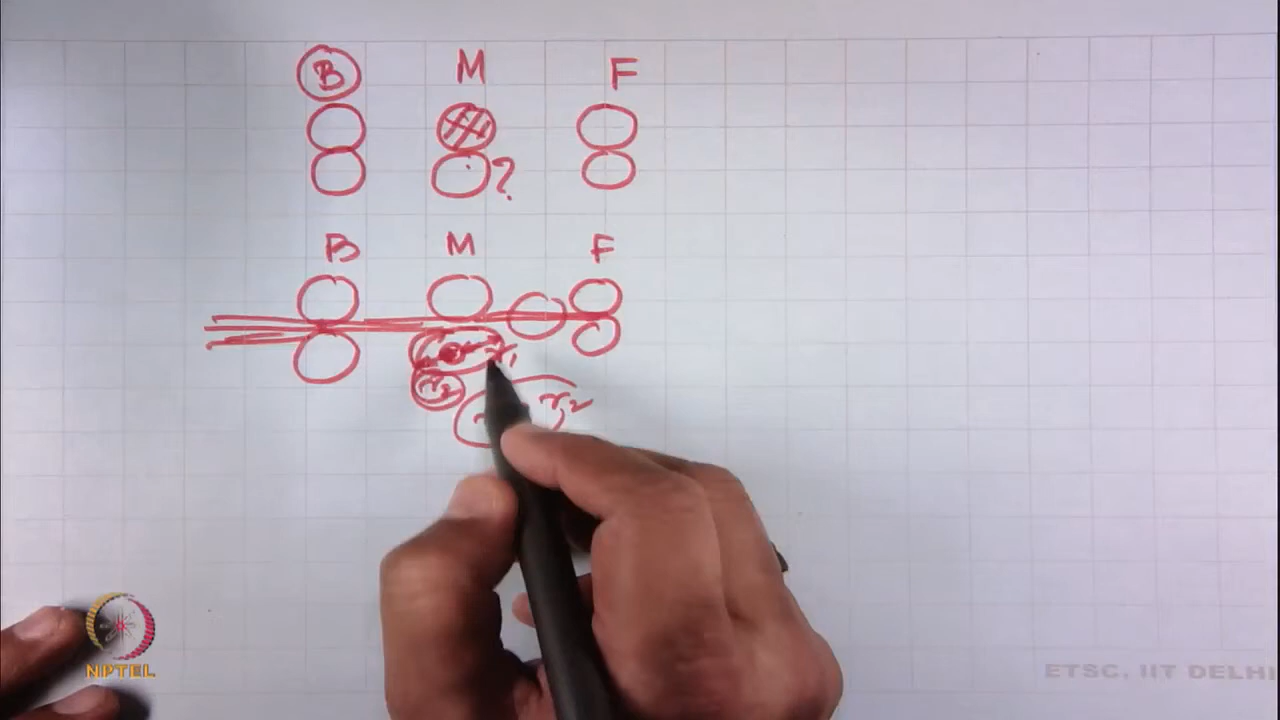 B M F
?
B M F
r1
r2
r2
NPTEL
ETSC, IIT DELHI